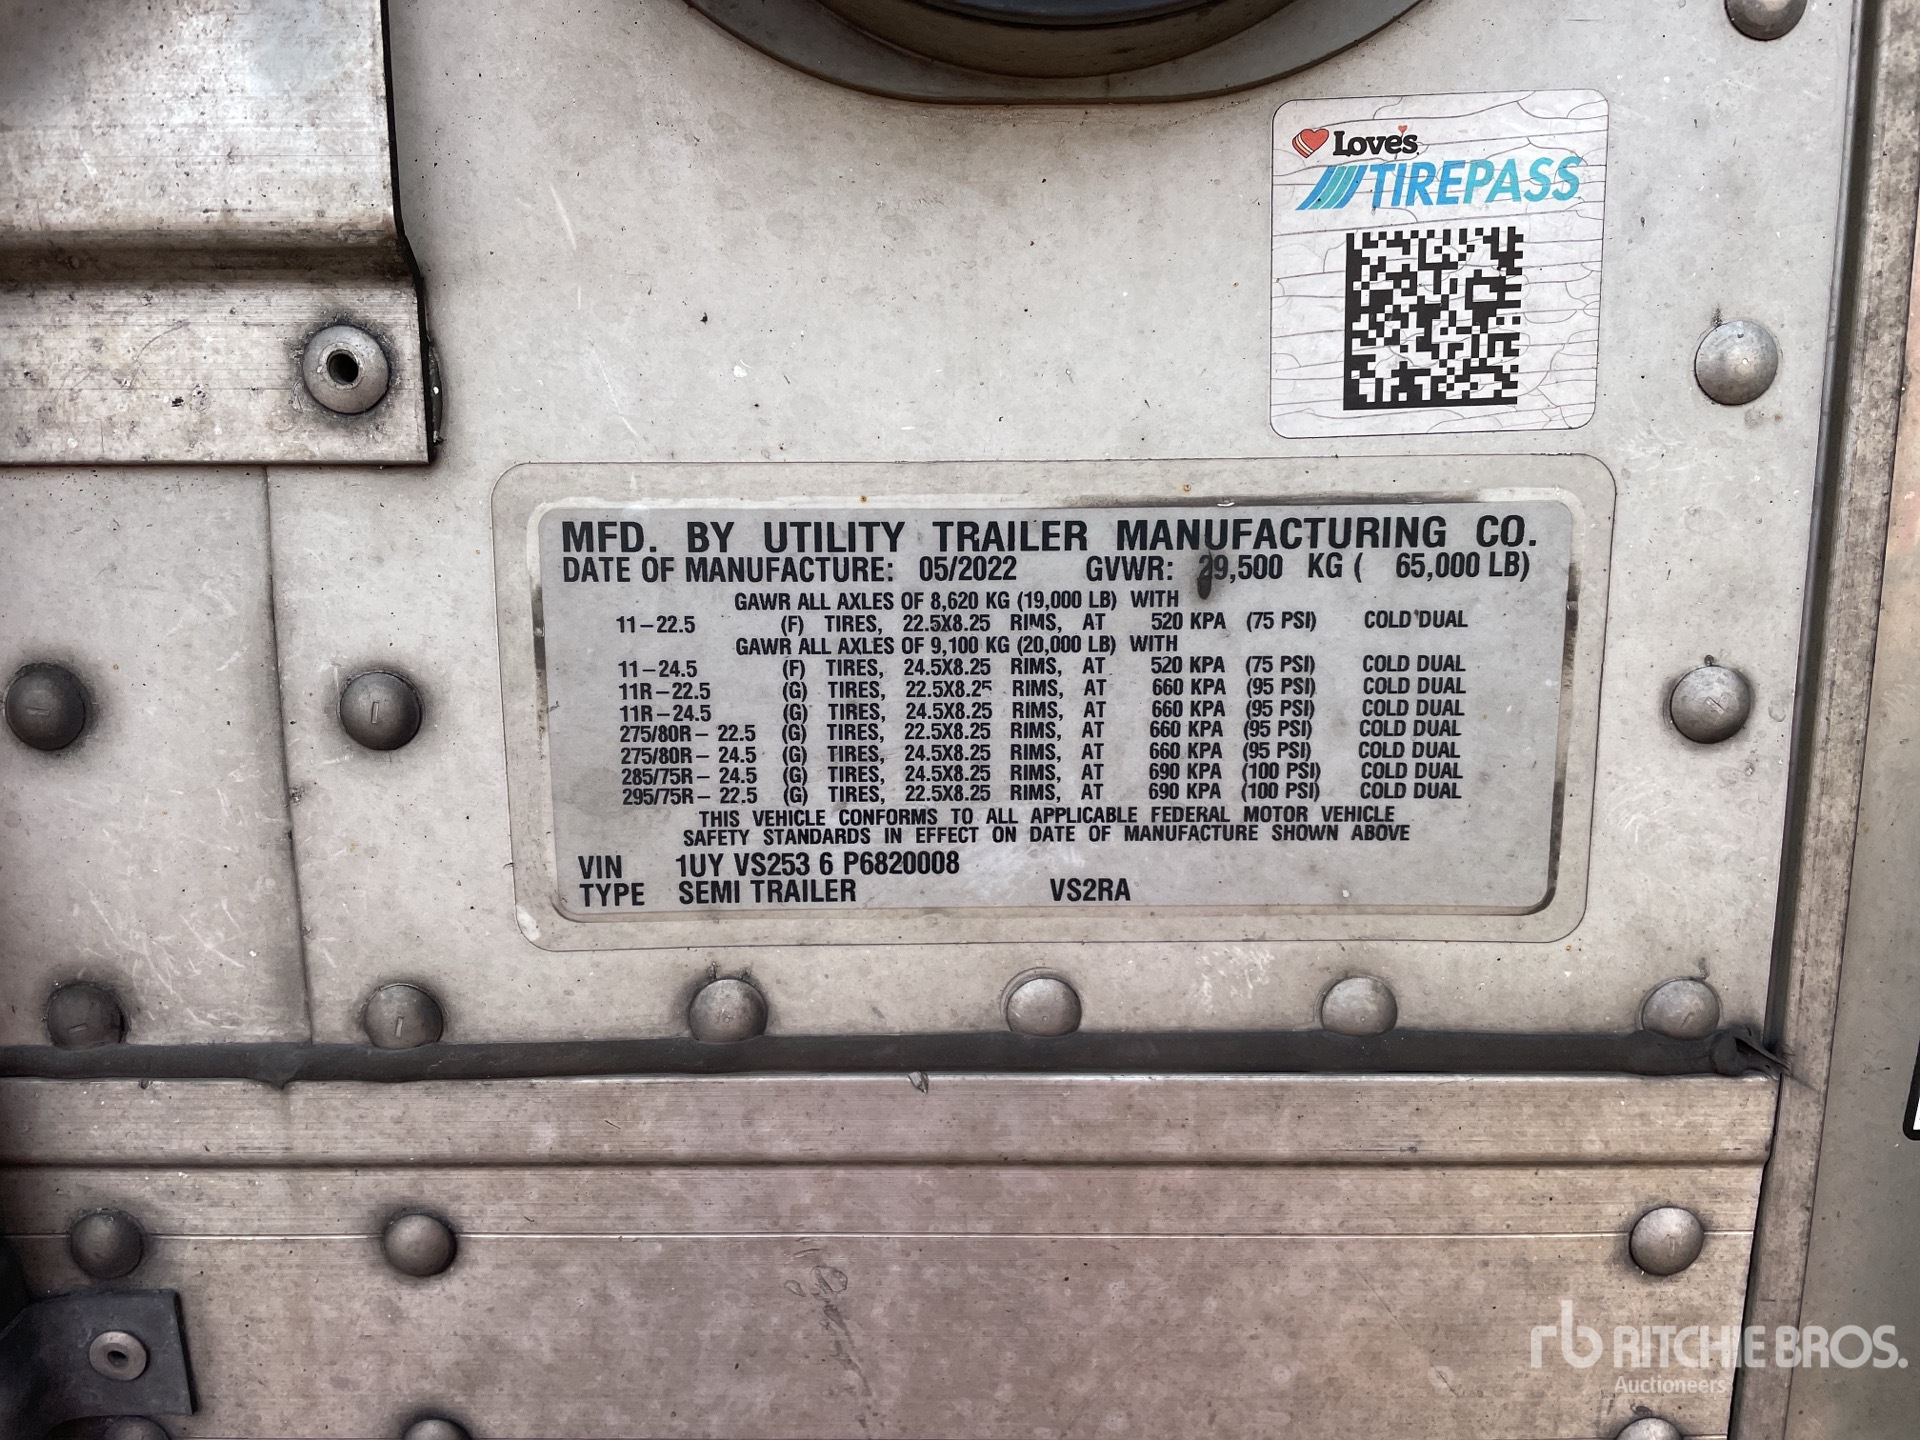 Love's
TIREPASS
MFD. BY UTILITY TRAILER MANUFACTURING CO.
DATE OF MANUFACTURE: 05/2022 GVWR: 29,500 KG ( 65,000 LB)
GAWR ALL AXLES OF 8,620 KG (19,000 LB) WITH
11-22.5 (F) TIRES, 22.5X8.25 RIMS, AT 520 KPA (75 PSI) COLD DUAL
GAWR ALL AXLES OF 9,100 KG (20,000 LB) WITH
11-24.5 (F) TIRES, 24.5X8.25 RIMS, AT 520 KPA (75 PSI) COLD DUAL
11R-22.5 (G) TIRES, 22.5X8.25 RIMS, AT 660 KPA (95 PSI) COLD DUAL
11R-24.5 (G) TIRES, 24.5X8.25 RIMS, AT 660 KPA (95 PSI) COLD DUAL
275/80R- 22.5 (G) TIRES, 22.5X8.25 RIMS, AT 660 KPA (95 PSI) COLD DUAL
275/80R- 24.5 (G) TIRES, 24.5X8.25 RIMS, AT 660 KPA (95 PSI) COLD DUAL
285/75R- 24.5 (G) TIRES, 24.5X8.25 RIMS, AT 690 KPA (100 PSI) COLD DUAL
295/75R- 22.5 (G) TIRES, 22.5X8.25 RIMS, AT 690 KPA (100 PSI) COLD DUAL
THIS VEHICLE CONFORMS TO ALL APPLICABLE FEDERAL MOTOR VEHICLE
SAFETY STANDARDS IN EFFECT ON DATE OF MANUFACTURE SHOWN ABOVE
VIN 1UY VS253 6 P6820008
TYPE SEMI TRAILER VS2RA
rb RITCHIE BROS.
Auctioneers